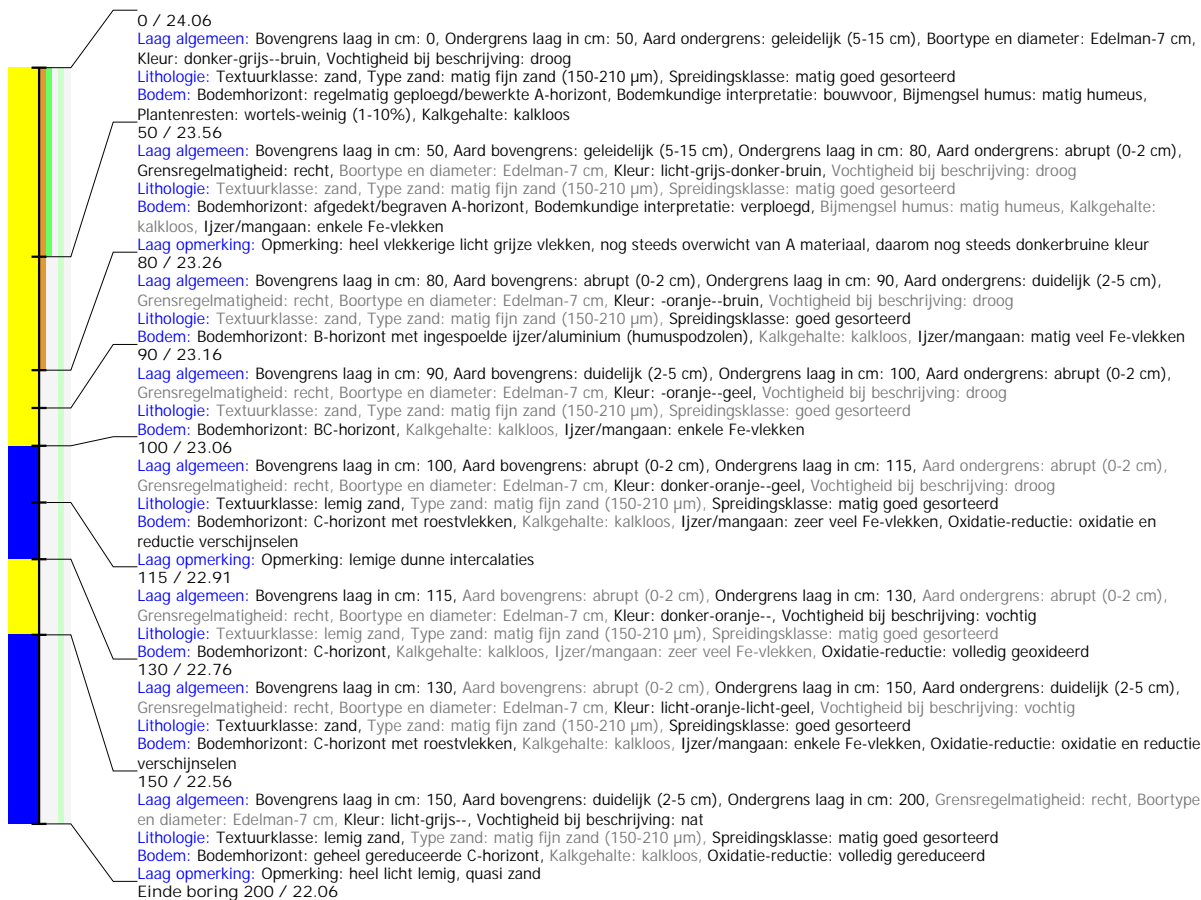 0 / 24.06
Laag algemeen: Bovengrens laag in cm: 0, Ondergrens laag in cm: 50, Aard ondergrens: geleidelijk (5-15 cm), Boortype en diameter: Edelman-7 cm,
Kleur: donker-grijs--bruin, Vochtigheid bij beschrijving: droog
Lithologie: Textuurklasse: zand, Type zand: matig fijn zand (150-210 µm), Spreidingsklasse: matig goed gesorteerd
Bodem: Bodemhorizont: regelmatig geploegd/bewerkte A-horizont, Bodemkundige interpretatie: bouwvoor, Bijmengsel humus: matig humeus,
Plantenresten: wortels-weinig (1-10%), Kalkgehalte: kalkloos
50 / 23.56
Laag algemeen: Bovengrens laag in cm: 50, Aard bovengrens: geleidelijk (5-15 cm), Ondergrens laag in cm: 80, Aard ondergrens: abrupt (0-2 cm),
Grensregelmatigheid: recht, Boortype en diameter: Edelman-7 cm, Kleur: licht-grijs-donker-bruin, Vochtigheid bij beschrijving: droog
Lithologie: Textuurklasse: zand, Type zand: matig fijn zand (150-210 µm), Spreidingsklasse: matig goed gesorteerd
Bodem: Bodemhorizont: afgedekt/begraven A-horizont, Bodemkundige interpretatie: verploegd, Bijmengsel humus: matig humeus, Kalkgehalte:
kalkloos, Ijzer/mangaan: enkele Fe-vlekken
Laag opmerking: Opmerking: heel vlekkerige licht grijze vlekken, nog steeds overwicht van A materiaal, daarom nog steeds donkerbruine kleur
80 / 23.26
Laag algemeen: Bovengrens laag in cm: 80, Aard bovengrens: abrupt (0-2 cm), Ondergrens laag in cm: 90, Aard ondergrens: duidelijk (2-5 cm),
Grensregelmatigheid: recht, Boortype en diameter: Edelman-7 cm, Kleur: -oranje--bruin, Vochtigheid bij beschrijving: droog
Lithologie: Textuurklasse: zand, Type zand: matig fijn zand (150-210 µm), Spreidingsklasse: goed gesorteerd
Bodem: Bodemhorizont: B-horizont met ingespoelde ijzer/aluminium (humuspodzolen), Kalkgehalte: kalkloos, Ijzer/mangaan: matig veel Fe-vlekken
90 / 23.16
Laag algemeen: Bovengrens laag in cm: 90, Aard bovengrens: duidelijk (2-5 cm), Ondergrens laag in cm: 100, Aard ondergrens: abrupt (0-2 cm),
Grensregelmatigheid: recht, Boortype en diameter: Edelman-7 cm, Kleur: -oranje--geel, Vochtigheid bij beschrijving: droog
Lithologie: Textuurklasse: zand, Type zand: matig fijn zand (150-210 µm), Spreidingsklasse: goed gesorteerd
Bodem: Bodemhorizont: BC-horizont, Kalkgehalte: kalkloos, Ijzer/mangaan: enkele Fe-vlekken
100 / 23.06
Laag algemeen: Bovengrens laag in cm: 100, Aard bovengrens: abrupt (0-2 cm), Ondergrens laag in cm: 115, Aard ondergrens: abrupt (0-2 cm),
Grensregelmatigheid: recht, Boortype en diameter: Edelman-7 cm, Kleur: donker-oranje--geel, Vochtigheid bij beschrijving: droog
Lithologie: Textuurklasse: lemig zand, Type zand: matig fijn zand (150-210 µm), Spreidingsklasse: matig goed gesorteerd
Bodem: Bodemhorizont: C-horizont met roestvlekken, Kalkgehalte: kalkloos, Ijzer/mangaan: zeer veel Fe-vlekken, Oxidatie-reductie: oxidatie en
reductie verschijnselen
Laag opmerking: Opmerking: lemige dunne intercalaties
115 / 22.91
Laag algemeen: Bovengrens laag in cm: 115, Aard bovengrens: abrupt (0-2 cm), Ondergrens laag in cm: 130, Aard ondergrens: abrupt (0-2 cm),
Grensregelmatigheid: recht, Boortype en diameter: Edelman-7 cm, Kleur: donker-oranje--, Vochtigheid bij beschrijving: vochtig
Lithologie: Textuurklasse: lemig zand, Type zand: matig fijn zand (150-210 µm), Spreidingsklasse: matig goed gesorteerd
Bodem: Bodemhorizont: C-horizont, Kalkgehalte: kalkloos, Ijzer/mangaan: zeer veel Fe-vlekken, Oxidatie-reductie: volledig geoxideerd
130 / 22.76
Laag algemeen: Bovengrens laag in cm: 130, Aard bovengrens: abrupt (0-2 cm), Ondergrens laag in cm: 150, Aard ondergrens: duidelijk (2-5 cm),
Grensregelmatigheid: recht, Boortype en diameter: Edelman-7 cm, Kleur: licht-oranje-licht-geel, Vochtigheid bij beschrijving: vochtig
Lithologie: Textuurklasse: zand, Type zand: matig fijn zand (150-210 µm), Spreidingsklasse: goed gesorteerd
Bodem: Bodemhorizont: C-horizont met roestvlekken, Kalkgehalte: kalkloos, Ijzer/mangaan: enkele Fe-vlekken, Oxidatie-reductie: oxidatie en reductie
verschijnselen
150 / 22.56
Laag algemeen: Bovengrens laag in cm: 150, Aard bovengrens: duidelijk (2-5 cm), Ondergrens laag in cm: 200, Grensregelmatigheid: recht, Boortype
en diameter: Edelman-7 cm, Kleur: licht-grijs--, Vochtigheid bij beschrijving: nat
Lithologie: Textuurklasse: lemig zand, Type zand: matig fijn zand (150-210 µm), Spreidingsklasse: matig goed gesorteerd
Bodem: Bodemhorizont: geheel gereduceerde C-horizont, Kalkgehalte: kalkloos, Oxidatie-reductie: volledig gereduceerd
Laag opmerking: Opmerking: heel licht lemig, quasi zand
Einde boring 200 / 22.06